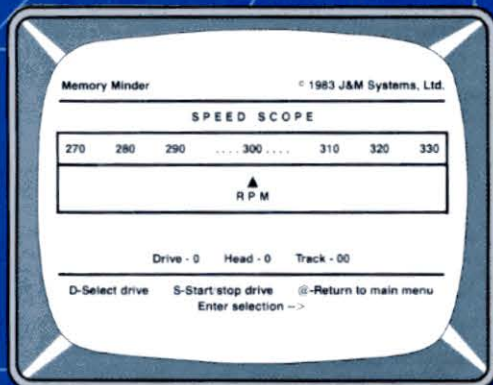 Memory Minder © 1983 J&M Systems, Ltd.
SPEED SCOPE
270 280 290 ....300.... 310 320 330
▲
RPM
Drive - 0 Head - 0 Track - 00
D-Select drive S-Start/stop drive @-Return to main menu
Enter selection -->